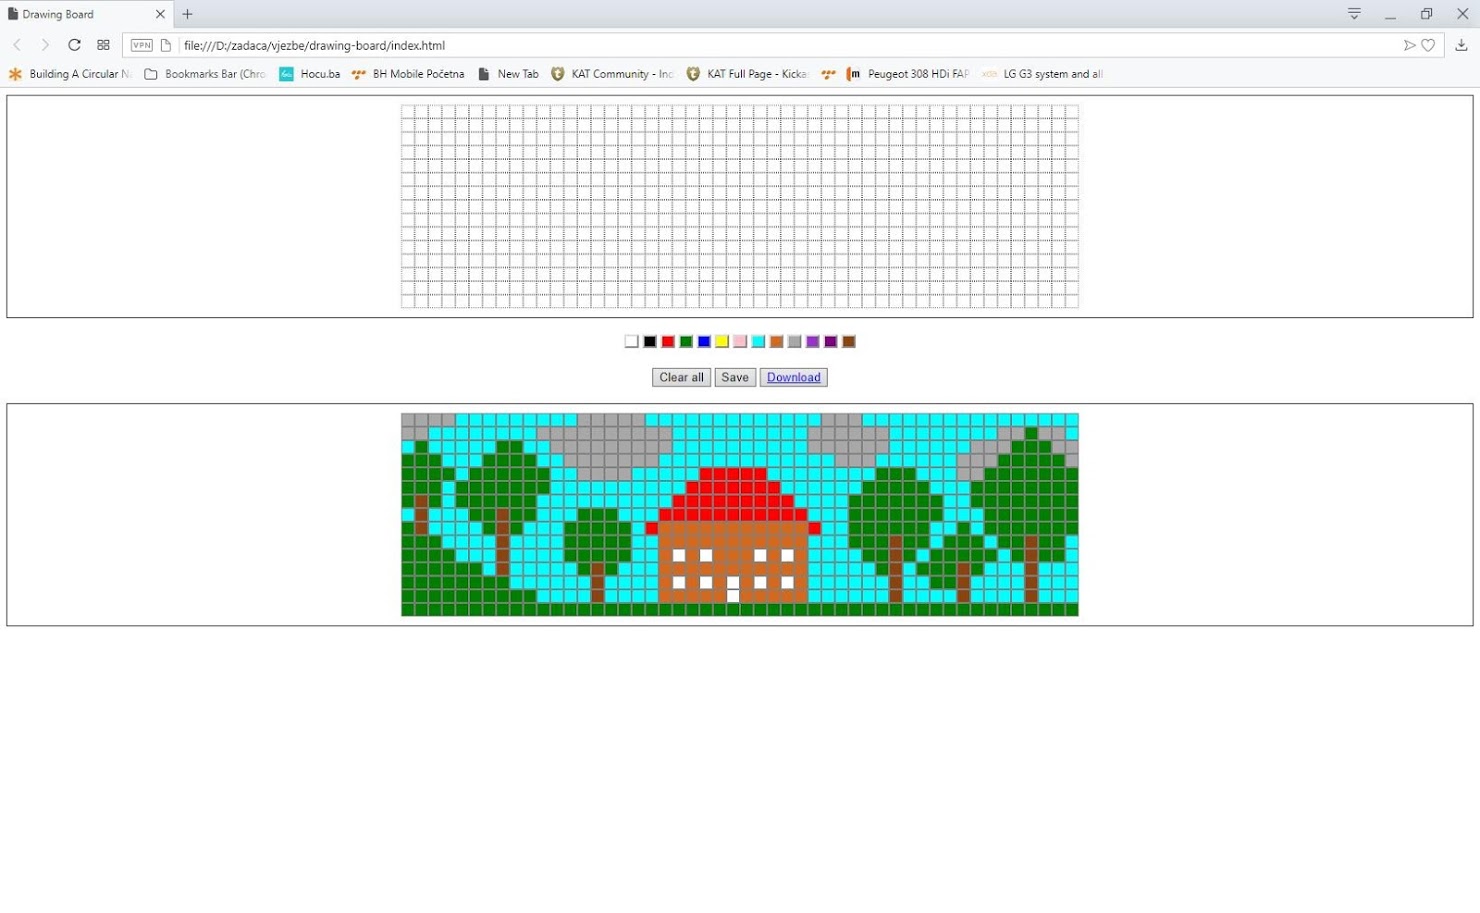 Drawing Board
VPN file:///D:/zadaca/vjezbe/drawing-board/index.html
Building A Circular N Bookmarks Bar (Chro Hocu.ba BH Mobile Početna New Tab KAT Community - Ind KAT Full Page - Kicka Peugeot 308 HDi FAP LG G3 system and all
Clear all Save Download